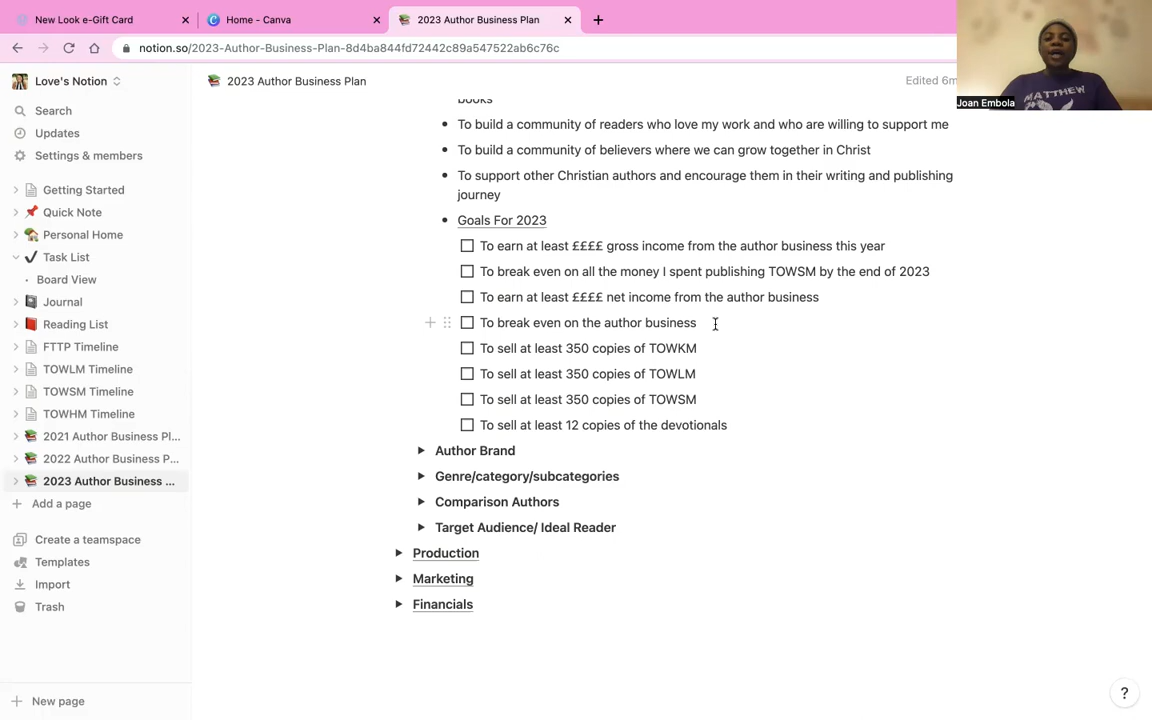 New Look e-Gift Card
Home - Canva
2023 Author Business Plan
notion.so/2023-Author-Business-Plan-8d4ba844fd72442c89a547522ab6c76c
Love's Notion
2023 Author Business Plan
Edited 6m
Joan Embola
MATTHEW
Search
Updates
Settings & members
Getting Started
Quick Note
Personal Home
Task List
Board View
Journal
Reading List
FTTP Timeline
TOWLM Timeline
TOWSM Timeline
TOWHM Timeline
2021 Author Business Pl...
2022 Author Business P...
2023 Author Business ...
Add a page
Create a teamspace
Templates
Import
Trash
New page
books
To build a community of readers who love my work and who are willing to support me
To build a community of believers where we can grow together in Christ
To support other Christian authors and encourage them in their writing and publishing
journey
Goals For 2023
To earn at least ££££ gross income from the author business this year
To break even on all the money I spent publishing TOWSM by the end of 2023
To earn at least ££££ net income from the author business
To break even on the author business
To sell at least 350 copies of TOWKM
To sell at least 350 copies of TOWLM
To sell at least 350 copies of TOWSM
To sell at least 12 copies of the devotionals
Author Brand
Genre/category/subcategories
Comparison Authors
Target Audience/ Ideal Reader
Production
Marketing
Financials
?